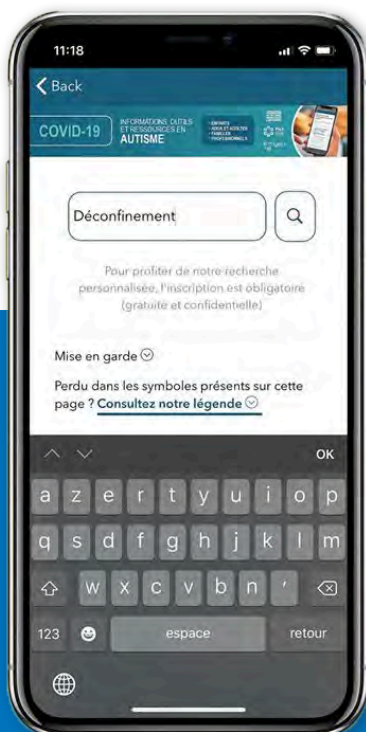 11:18
Back
COVID-19
INFORMATIONS, OUTILS
ET RESSOURCES EN
AUTISME
Déconfinement
Pour profiter de notre recherche
personnalisée, l'inscription est obligatoire
(gratuite et confidentielle)
Mise en garde
Perdu dans les symboles présents sur cette
page ? Consultez notre légende
OK
a z e r t y u i o p
q s d f g h j k l m
w x c v b n '
123 espace retour